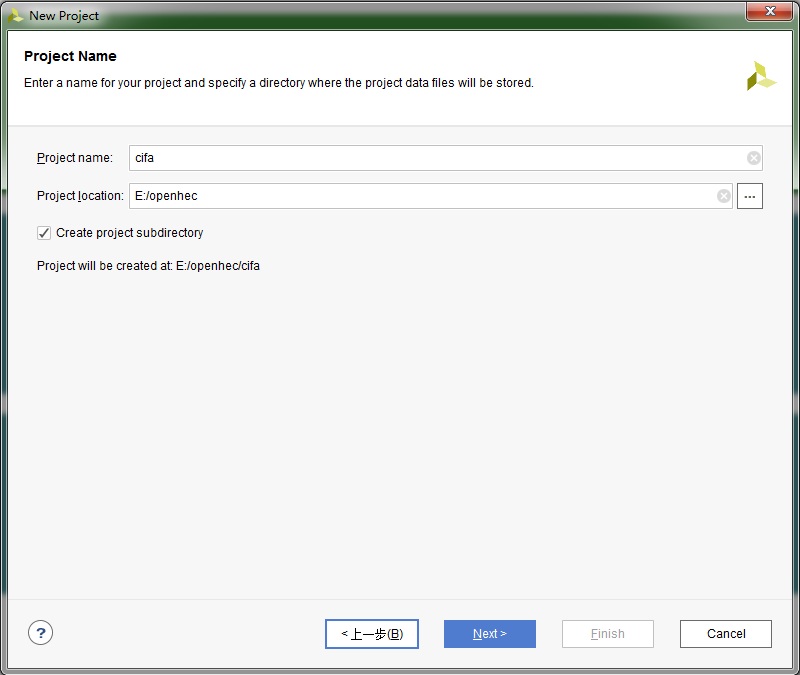 New Project
Project Name
Enter a name for your project and specify a directory where the project data files will be stored.
Project name: cifa
Project location: E:/openhec ...
Create project subdirectory
Project will be created at: E:/openhec/cifa
? < 上一步(B) Next > Finish Cancel